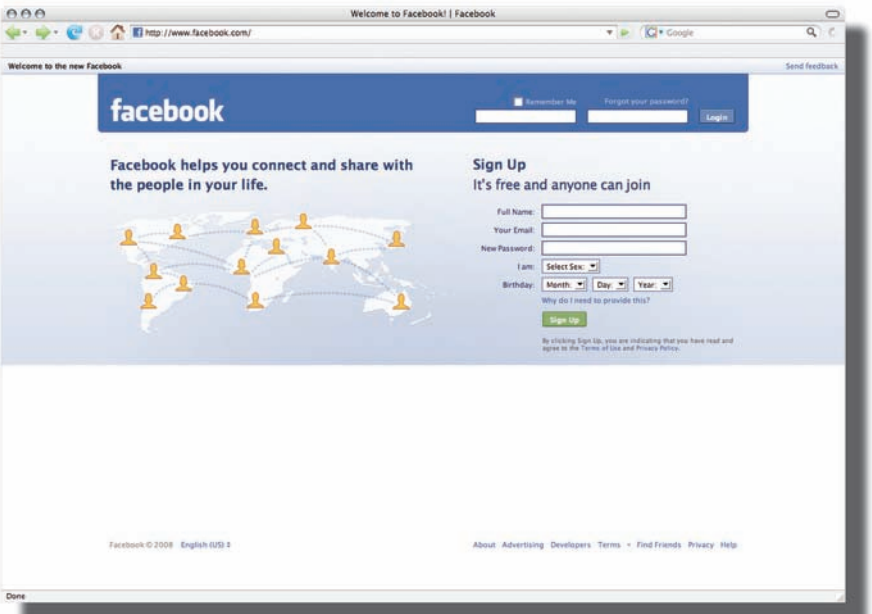 Welcome to Facebook! | Facebook
http://www.facebook.com/
Google
Welcome to the new Facebook
Send feedback
facebook
Remember Me
Forgot your password?
Login
Facebook helps you connect and share with
the people in your life.
Sign Up
It's free and anyone can join
Full Name:
Your Email:
New Password:
I am: Select Sex:
Birthday: Month: Day: Year:
Why do I need to provide this?
Sign Up
By clicking Sign Up, you are indicating that you have read and
agree to the Terms of Use and Privacy Policy.
Facebook © 2008 English (US)
About Advertising Developers Terms • Find Friends Privacy Help
Done